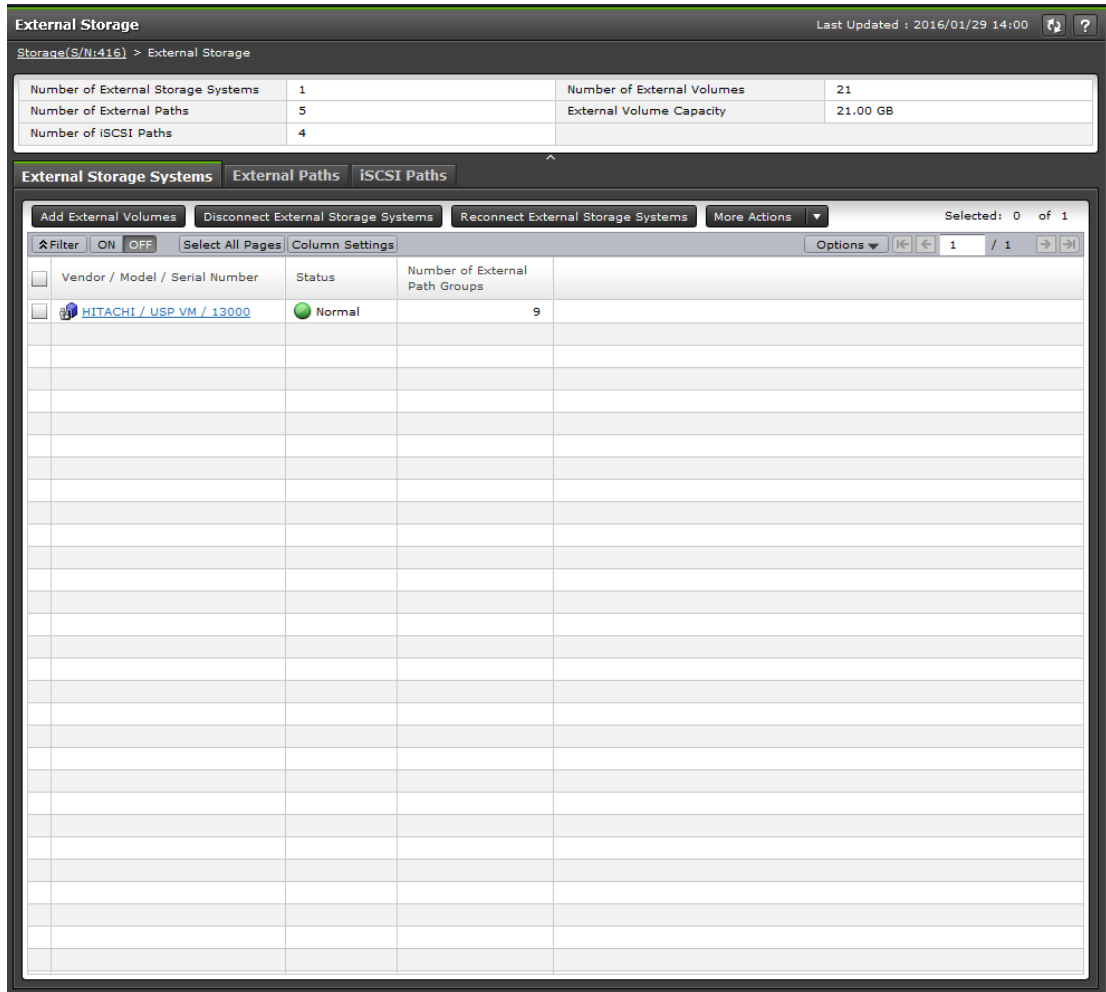 External Storage
Last Updated : 2016/01/29 14:00 ?
Storage(S/N:416) > External Storage
Number of External Storage Systems 1 Number of External Volumes 21
Number of External Paths 5 External Volume Capacity 21.00 GB
Number of iSCSI Paths 4
External Storage Systems External Paths iSCSI Paths
Add External Volumes Disconnect External Storage Systems Reconnect External Storage Systems More Actions Selected: 0 of 1
Filter ON OFF Select All Pages Column Settings Options 1 / 1
Vendor / Model / Serial Number Status Number of External
Path Groups
HITACHI / USP VM / 13000 Normal 9